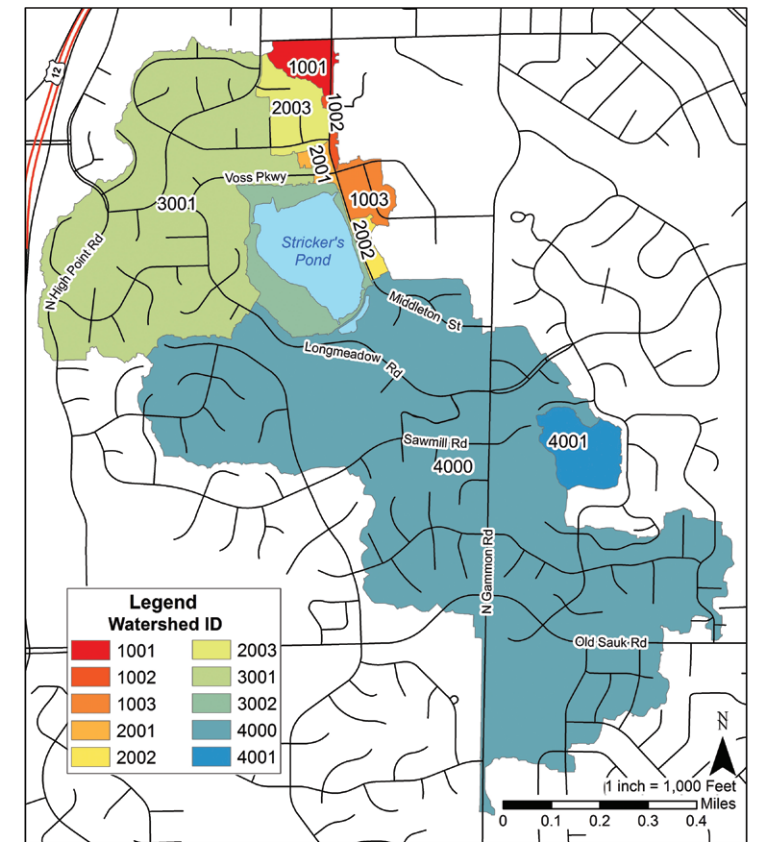 12
1001
2003
1002
2001
Voss Pkwy
3001
1003
2002
Stricker's
Pond
N High Point Rd
Middleton St
Longmeadow Rd
Sawmill Rd
4001
4000
N Gammon Rd
Old Sauk Rd
Legend
Watershed ID
1001
1002
1003
2001
2002
2003
3001
3002
4000
4001
N
1 inch = 1,000 Feet
Miles
0 0.1 0.2 0.3 0.4